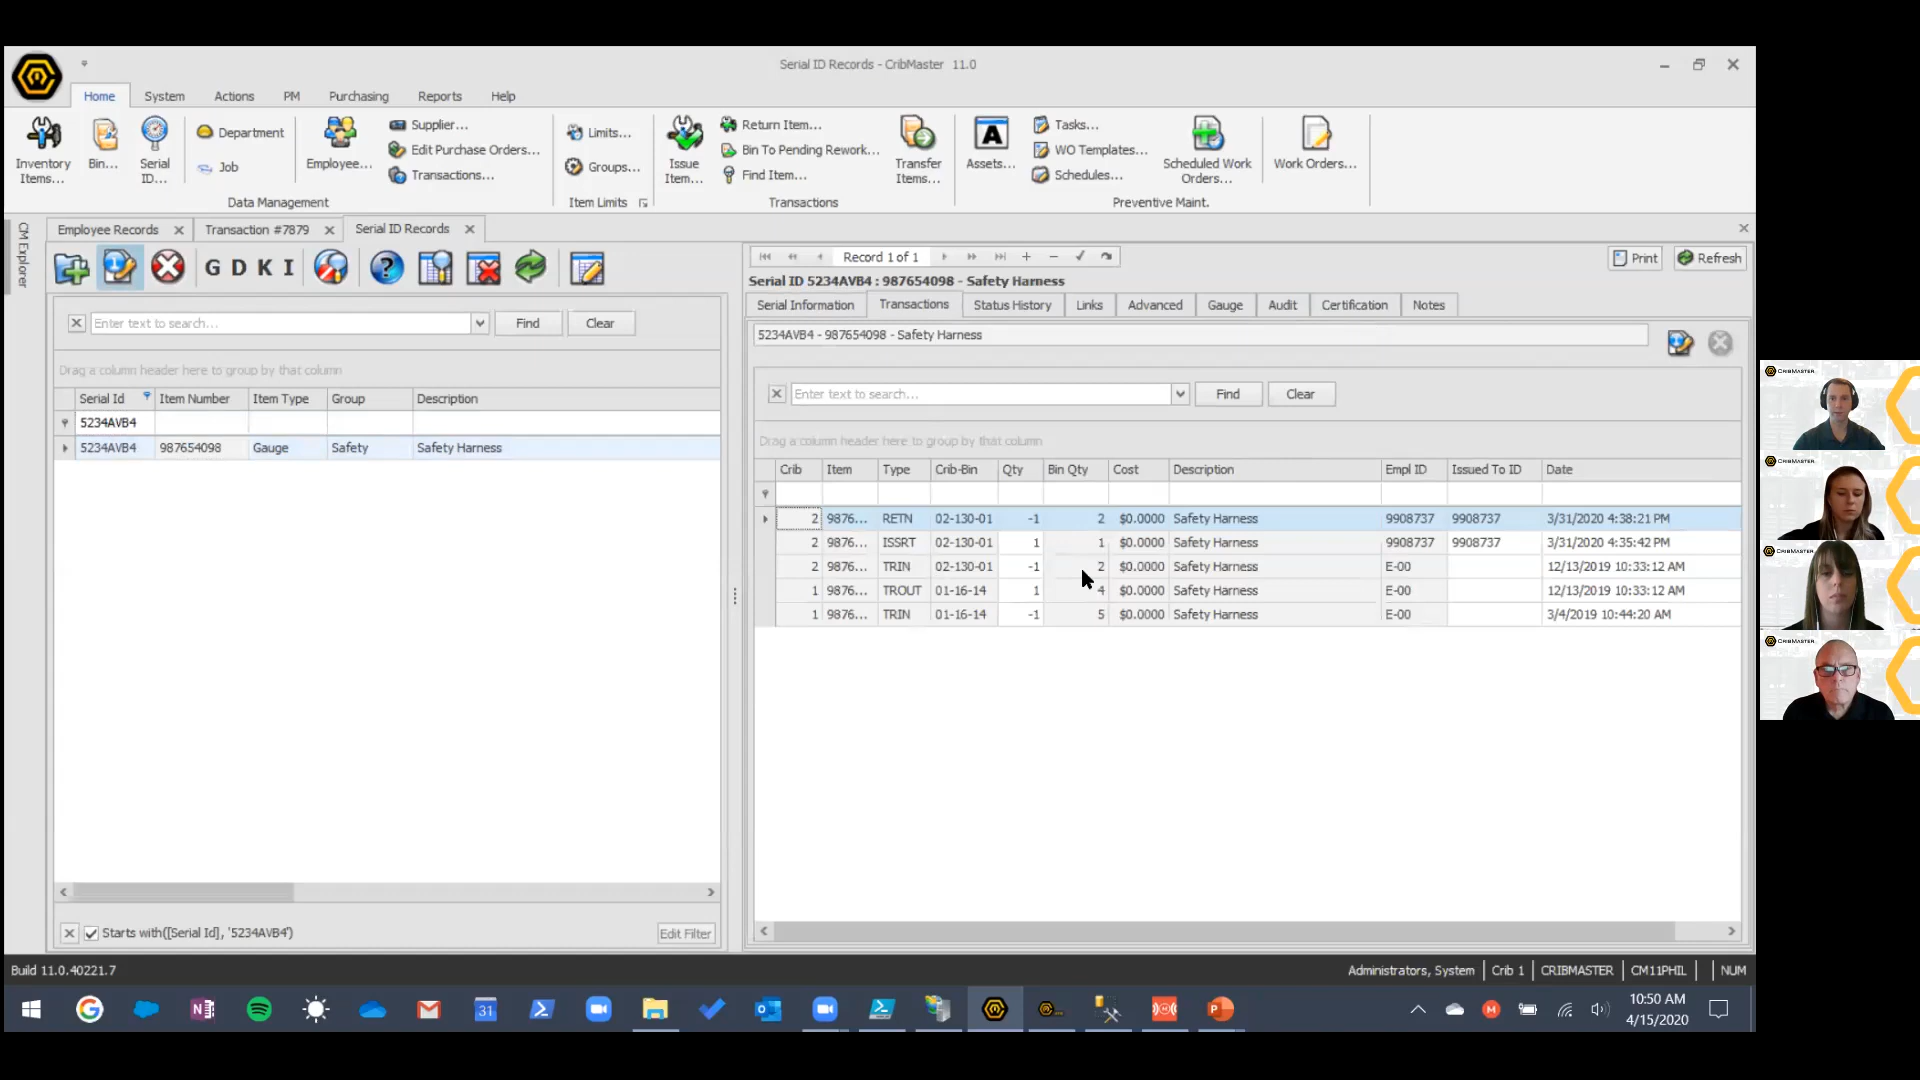 Serial ID Records - CribMaster 11.0
Home System Actions PM Purchasing Reports Help
Inventory Items...
Bin...
Serial ID...
Department
Job
Employee...
Supplier...
Edit Purchase Orders...
Transactions...
Data Management
Limits...
Groups...
Item Limits
Issue Item...
Return Item...
Bin To Pending Rework...
Find Item...
Transfer Items...
Transactions
Assets...
Tasks...
WO Templates...
Schedules...
Scheduled Work Orders...
Work Orders...
Preventive Maint.
CM Explorer
Employee Records
Transaction #7879
Serial ID Records
G D K I
Enter text to search...
Find
Clear
Drag a column header here to group by that column
Serial Id Item Number Item Type Group Description
5234AVB4
5234AVB4 987654098 Gauge Safety Safety Harness
Starts with([Serial Id], '5234AVB4')
Edit Filter
Record 1 of 1
Print
Refresh
Serial ID 5234AVB4 : 987654098 - Safety Harness
Serial Information Transactions Status History Links Advanced Gauge Audit Certification Notes
5234AVB4 - 987654098 - Safety Harness
Enter text to search...
Find
Clear
Drag a column header here to group by that column
Crib Item Type Crib-Bin Qty Bin Qty Cost Description Empl ID Issued To ID Date
2 9876... RETN 02-130-01 -1 2 $0.0000 Safety Harness 9908737 9908737 3/31/2020 4:38:21 PM
2 9876... ISSRT 02-130-01 1 1 $0.0000 Safety Harness 9908737 9908737 3/31/2020 4:35:42 PM
2 9876... TRIN 02-130-01 -1 2 $0.0000 Safety Harness E-00 12/13/2019 10:33:12 AM
1 9876... TROUT 01-16-14 1 4 $0.0000 Safety Harness E-00 12/13/2019 10:33:12 AM
1 9876... TRIN 01-16-14 -1 5 $0.0000 Safety Harness E-00 3/4/2019 10:44:20 AM
CRIBMASTER
CRIBMASTER
CRIBMASTER
CRIBMASTER
Build 11.0.40221.7
Administrators, System Crib 1 CRIBMASTER CM11PHIL NUM
31
10:50 AM
4/15/2020